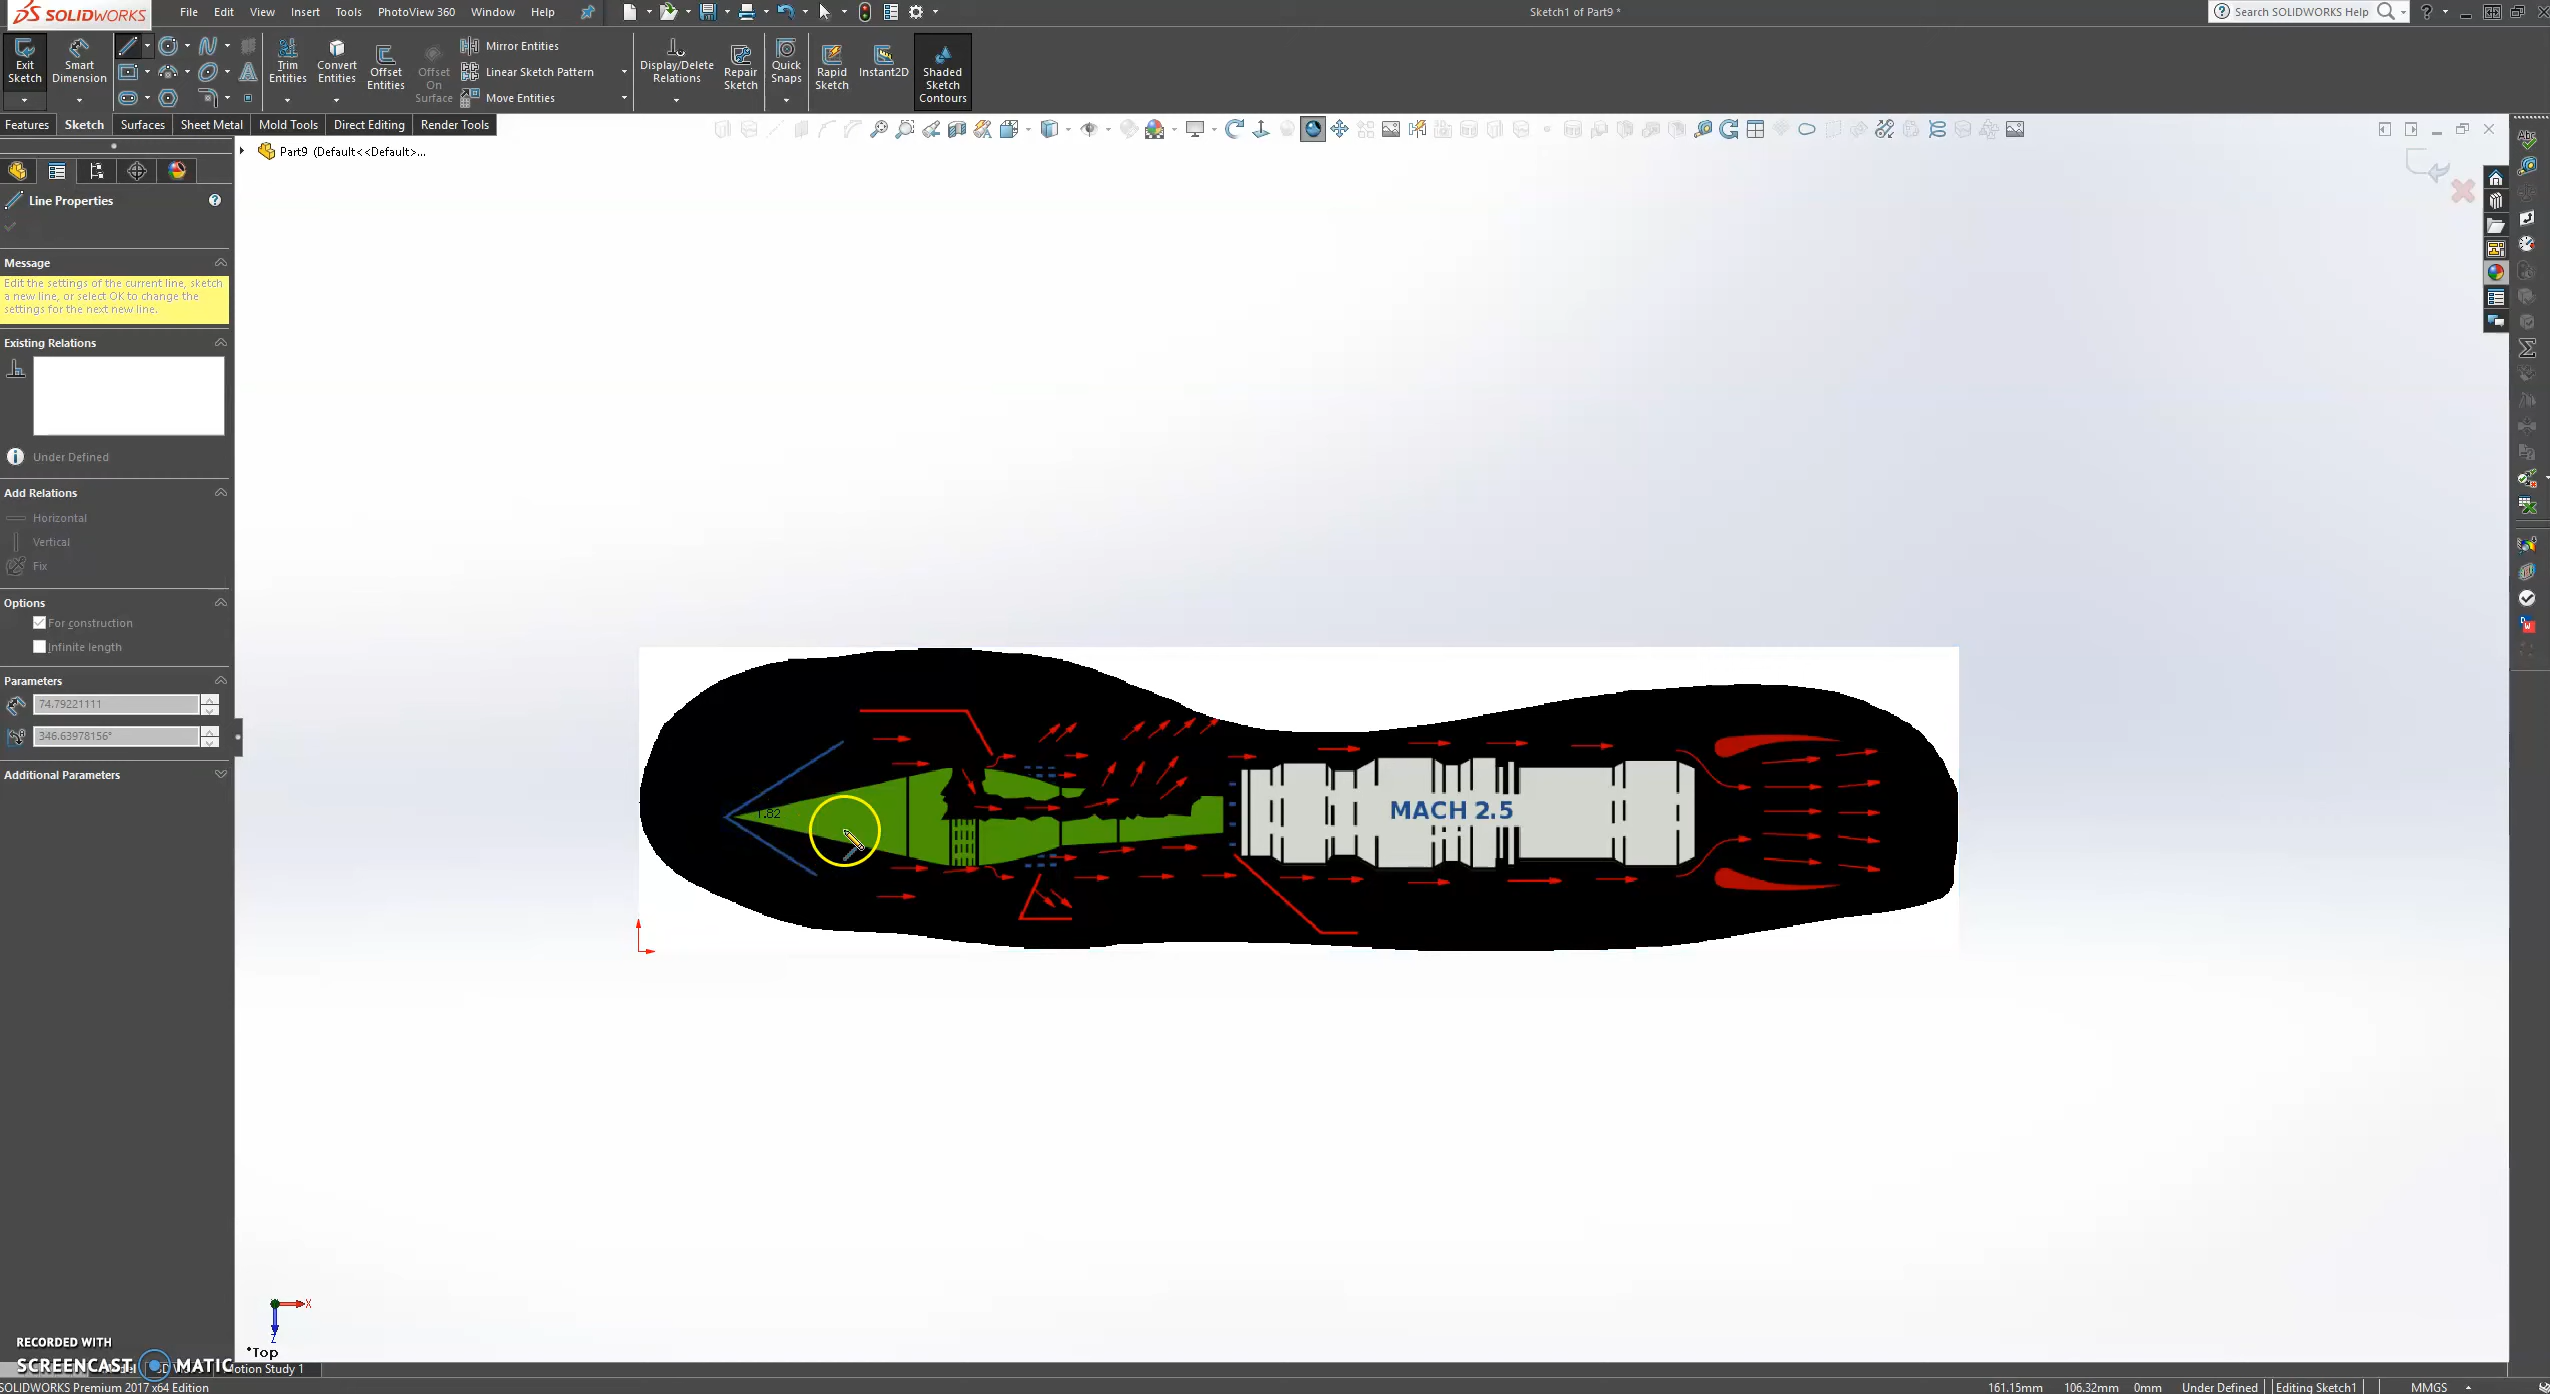 SOLIDWORKS
File Edit View Insert Tools PhotoView 360 Window Help
Sketch1 of Part9 *
Search SOLIDWORKS Help
Exit Sketch
Smart Dimension
Trim Entities
Convert Entities
Offset Entities
Offset On Surface
Mirror Entities
Linear Sketch Pattern
Move Entities
Display/Delete Relations
Repair Sketch
Quick Snaps
Rapid Sketch
Instant2D
Shaded Sketch Contours
Features Sketch Surfaces Sheet Metal Mold Tools Direct Editing Render Tools
Part9 (Default<<Default>...
Line Properties
Message
Edit the settings of the current line, sketch
a new line, or select OK to change the
settings for the next new line.
Existing Relations
Under Defined
Add Relations
Horizontal
Vertical
Fix
Options
For construction
Infinite length
Parameters
74.79221111
346.63978156°
Additional Parameters
1.82
MACH 2.5
X
Z
*Top
RECORDED WITH
SCREENCAST MATIC
Motion Study 1
SOLIDWORKS Premium 2017 x64 Edition
161.15mm 106.32mm 0mm Under Defined Editing Sketch1 MMGS